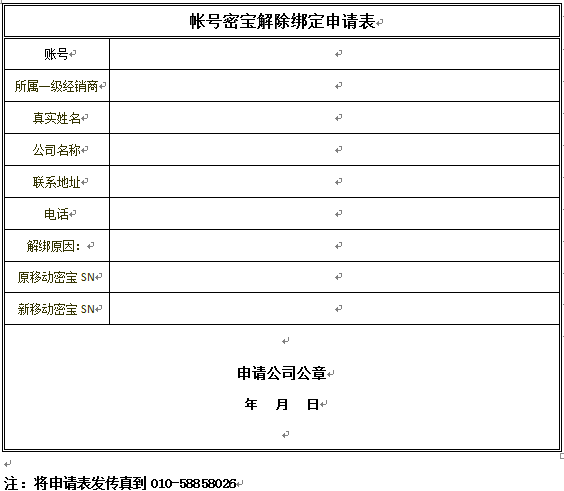 帐号密宝解除绑定申请表
账号
所属一级经销商
真实姓名
公司名称
联系地址
电话
解绑原因：
原移动密宝 SN
新移动密宝 SN
申请公司公章
年 月 日
注：将申请表发传真到 010-58858026